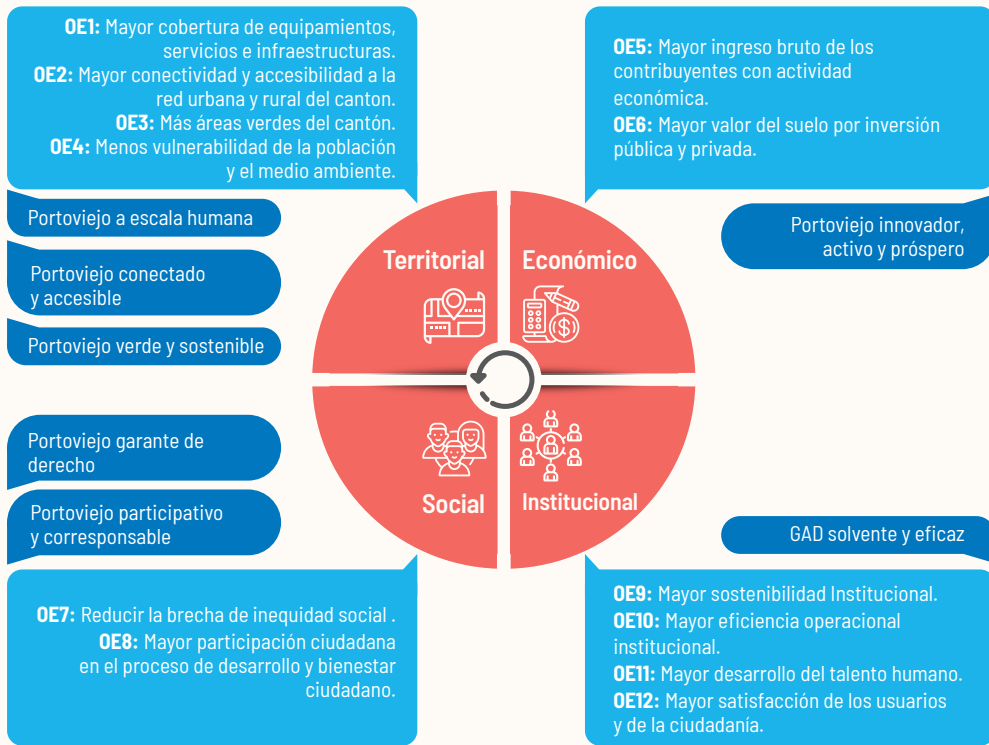 OE1: Mayor cobertura de equipamientos,
servicios e infraestructuras.
OE2: Mayor conectividad y accesibilidad a la
red urbana y rural del canton.
OE3: Más áreas verdes del cantón.
OE4: Menos vulnerabilidad de la población
y el medio ambiente.
OE5: Mayor ingreso bruto de los
contribuyentes con actividad
económica.
OE6: Mayor valor del suelo por inversión
pública y privada.
Portoviejo a escala humana
Portoviejo conectado
y accesible
Portoviejo verde y sostenible
Portoviejo innovador,
activo y próspero
Territorial
Económico
Social
Institucional
Portoviejo garante de
derecho
Portoviejo participativo
y corresponsable
GAD solvente y eficaz
OE7: Reducir la brecha de inequidad social .
OE8: Mayor participación ciudadana
en el proceso de desarrollo y bienestar
ciudadano.
OE9: Mayor sostenibilidad Institucional.
OE10: Mayor eficiencia operacional
institucional.
OE11: Mayor desarrollo del talento humano.
OE12: Mayor satisfacción de los usuarios
y de la ciudadanía.